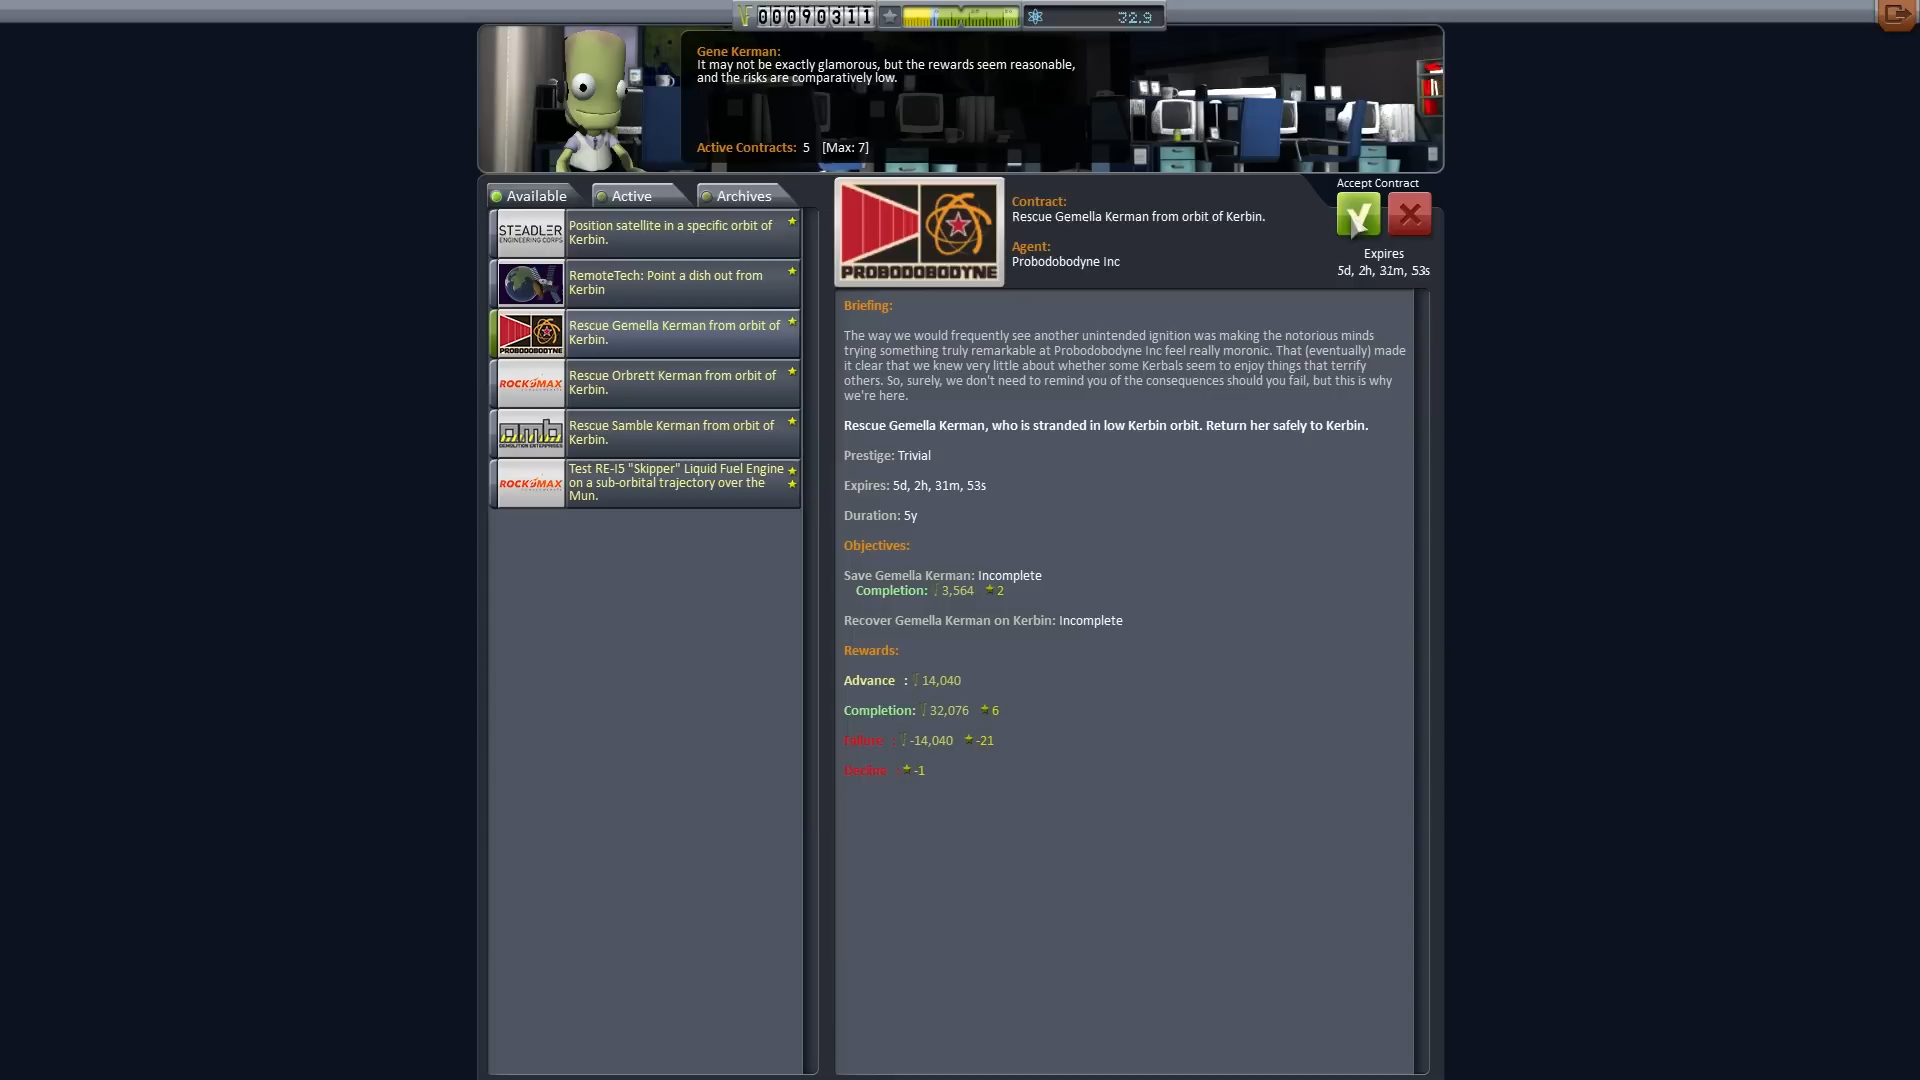 00090311
32.9
Gene Kerman:
It may not be exactly glamorous, but the rewards seem reasonable,
and the risks are comparatively low.
Active Contracts: 5 [Max: 7]
Available
Active
Archives
STEADLER
ENGINEERING CORPS
Position satellite in a specific orbit of
Kerbin.
RemoteTech: Point a dish out from
Kerbin
PROBODOBODYNE
Rescue Gemella Kerman from orbit of
Kerbin.
ROCKOMAX
Rescue Orbrett Kerman from orbit of
Kerbin.
Rescue Samble Kerman from orbit of
Kerbin.
ROCKOMAX
Test RE-I5 "Skipper" Liquid Fuel Engine
on a sub-orbital trajectory over the
Mun.
PROBODOBODYNE
Contract:
Rescue Gemella Kerman from orbit of Kerbin.
Agent:
Probodobodyne Inc
Accept Contract
Expires
5d, 2h, 31m, 53s
Briefing:
The way we would frequently see another unintended ignition was making the notorious minds
trying something truly remarkable at Probodobodyne Inc feel really moronic. That (eventually) made
it clear that we knew very little about whether some Kerbals seem to enjoy things that terrify
others. So, surely, we don't need to remind you of the consequences should you fail, but this is why
we're here.
Rescue Gemella Kerman, who is stranded in low Kerbin orbit. Return her safely to Kerbin.
Prestige: Trivial
Expires: 5d, 2h, 31m, 53s
Duration: 5y
Objectives:
Save Gemella Kerman: Incomplete
Completion: 3,564 2
Recover Gemella Kerman on Kerbin: Incomplete
Rewards:
Advance : 14,040
Completion: 32,076 6
Failure : -14,040 -21
Decline : -1